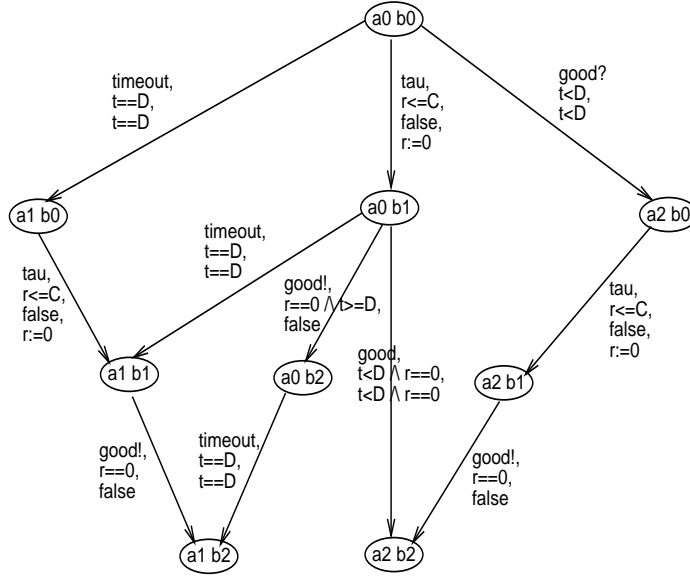 a0 b0
timeout,
t==D,
t==D
tau,
r<=C,
false,
r:=0
good?
t<D,
t<D
a1 b0
a0 b1
a2 b0
timeout,
t==D,
t==D
tau,
r<=C,
false,
r:=0
good!,
r==0 /\ t>=D,
false
tau,
r<=C,
false,
r:=0
good,
t<D /\ r==0,
t<D /\ r==0
a1 b1
a0 b2
a2 b1
good!,
r==0,
false
timeout,
t==D,
t==D
good!,
r==0,
false
a1 b2
a2 b2